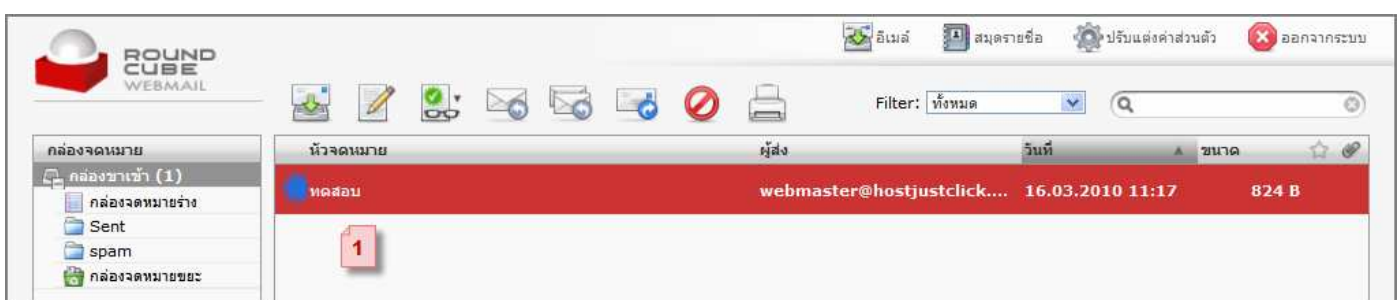 ROUND
CUBE
WEBMAIL
อีเมล์ สมุดรายชื่อ ปรับแต่งค่าส่วนตัว ออกจากระบบ
Filter: ทั้งหมด
กล่องจดหมาย
กล่องขาเข้า (1)
กล่องจดหมายร่าง
Sent
spam
กล่องจดหมายขยะ
หัวจดหมาย ผู้ส่ง วันที่ ขนาด
ทดสอบ webmaster@hostjustclick.... 16.03.2010 11:17 824 B
1